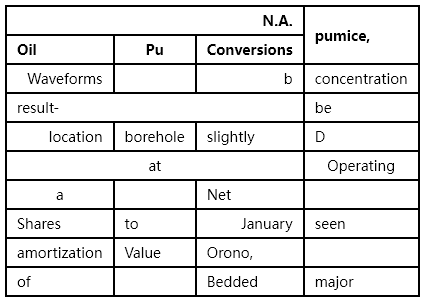 N.A. pumice,
Oil Pu Conversions
Waveforms b concentration
result- be
location borehole slightly D
at Operating
a Net
Shares to January seen
amortization Value Orono,
of Bedded major